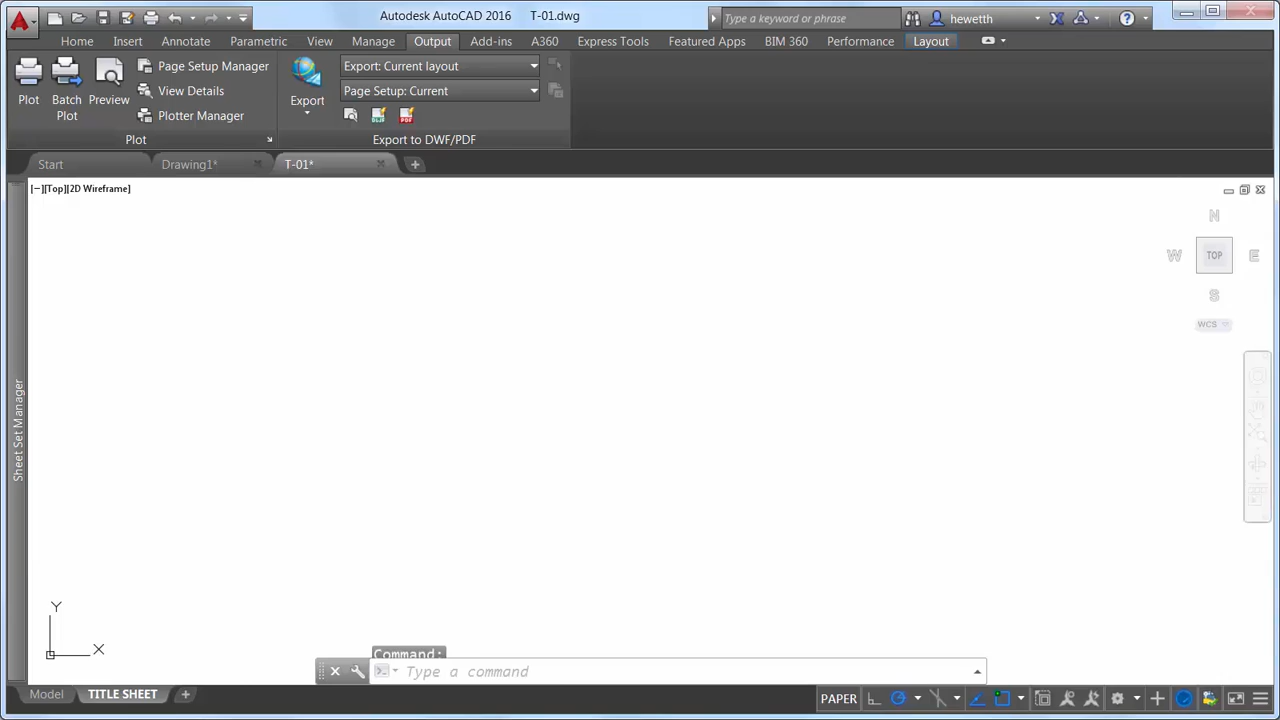 Autodesk AutoCAD 2016 T-01.dwg
Type a keyword or phrase
hewetth
Home Insert Annotate Parametric View Manage Output Add-ins A360 Express Tools Featured Apps BIM 360 Performance Layout
Plot
Batch Plot
Preview
Page Setup Manager
View Details
Plotter Manager
Plot
Export
Export: Current layout
Page Setup: Current
DWF
PDF
Export to DWF/PDF
Start Drawing1* T-01*
[−][Top][2D Wireframe]
N
W TOP E
S
WCS
Sheet Set Manager
Y
X
Command:
Type a command
Model TITLE SHEET
PAPER